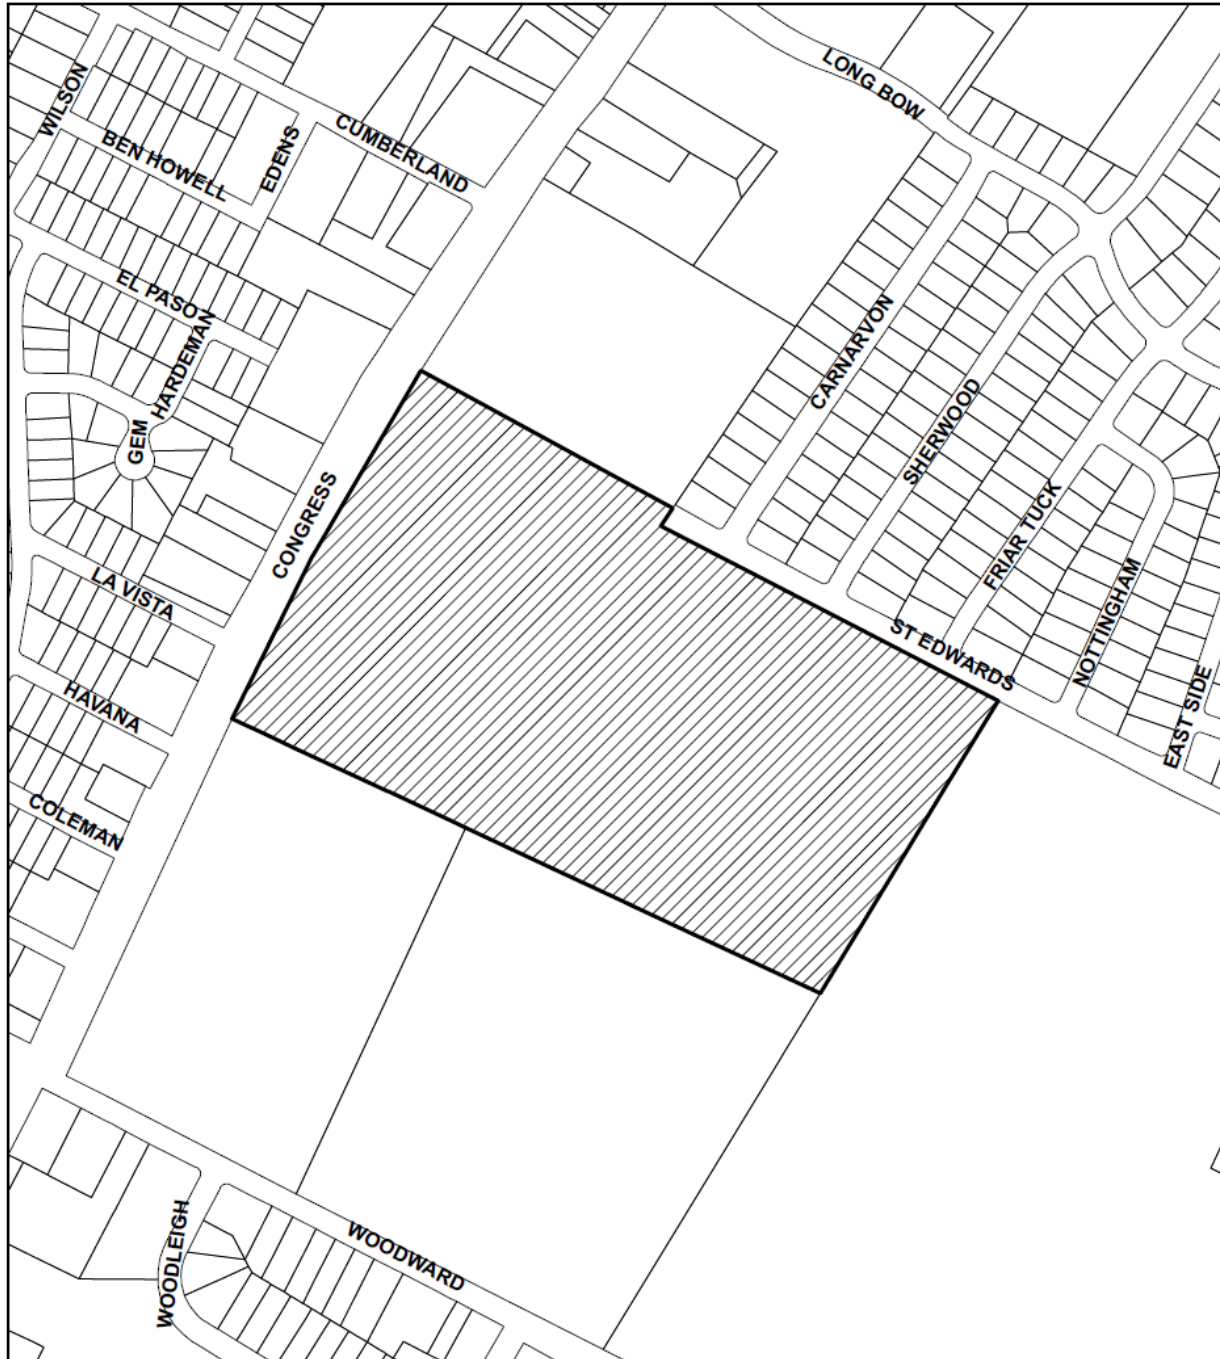 LONG BOW
WILSON
CUMBERLAND
BEN HOWELL
EDENS
EL PASO
HARDEMAN
CARNARVON
SHERWOOD
GEM
CONGRESS
FRIAR TUCK
LA VISTA
NOTTINGHAM
ST EDWARDS
HAVANA
EAST SIDE
COLEMAN
WOODLEIGH
WOODWARD